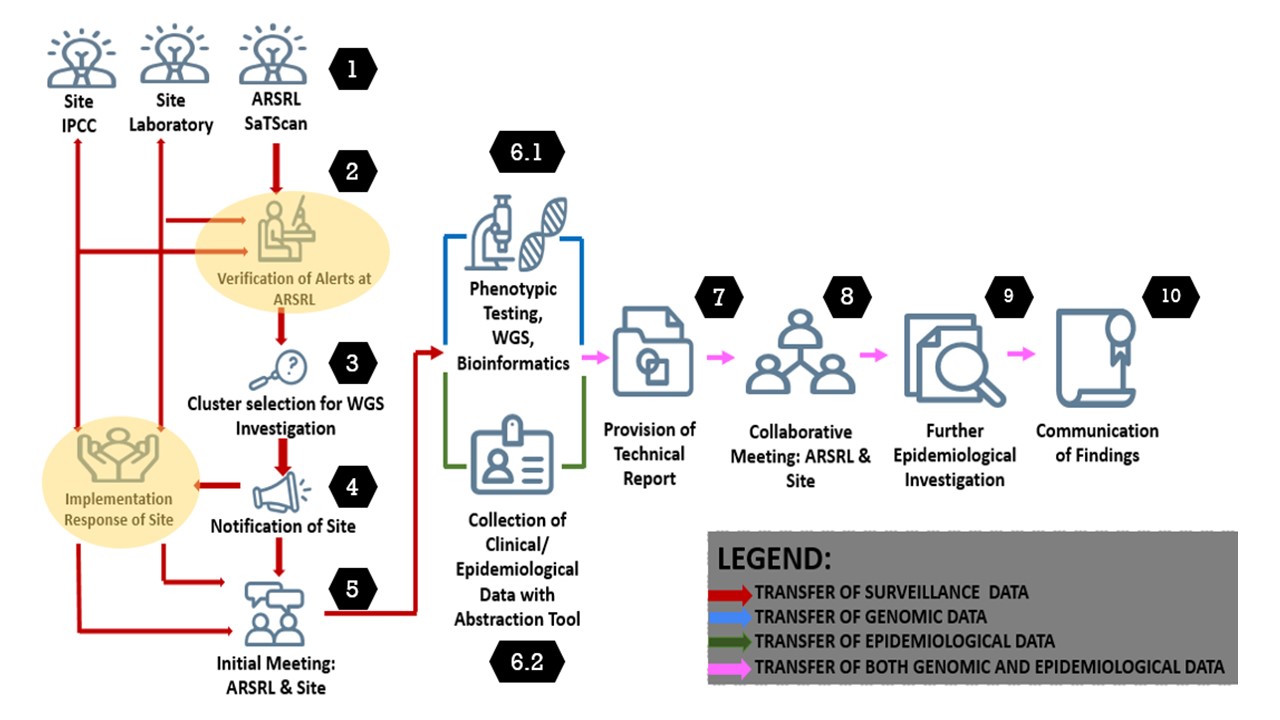 Site
IPCC
Site
Laboratory
ARSRL
SaTScan
1
2
Verification of Alerts at
ARSRL
3
Cluster selection for WGS
Investigation
4
Notification of Site
Implementation
Response of Site
5
Initial Meeting:
ARSRL & Site
6.1
Phenotypic
Testing,
WGS,
Bioinformatics
Collection of
Clinical/
Epidemiological
Data with
Abstraction Tool
6.2
7
Provision of
Technical
Report
8
Collaborative
Meeting: ARSRL &
Site
9
Further
Epidemiological
Investigation
10
Communication
of Findings
LEGEND:
TRANSFER OF SURVEILLANCE DATA
TRANSFER OF GENOMIC DATA
TRANSFER OF EPIDEMIOLOGICAL DATA
TRANSFER OF BOTH GENOMIC AND EPIDEMIOLOGICAL DATA